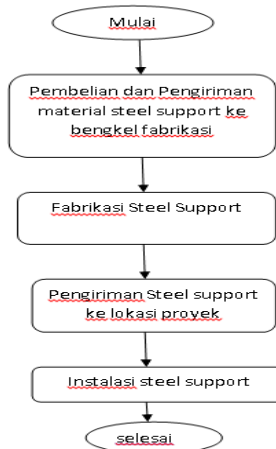 Mulai
Pembelian dan Pengiriman
material steel support ke
bengkel fabrikasi
Fabrikasi Steel Support
Pengiriman Steel support
ke lokasi proyek
Instalasi steel support
selesai